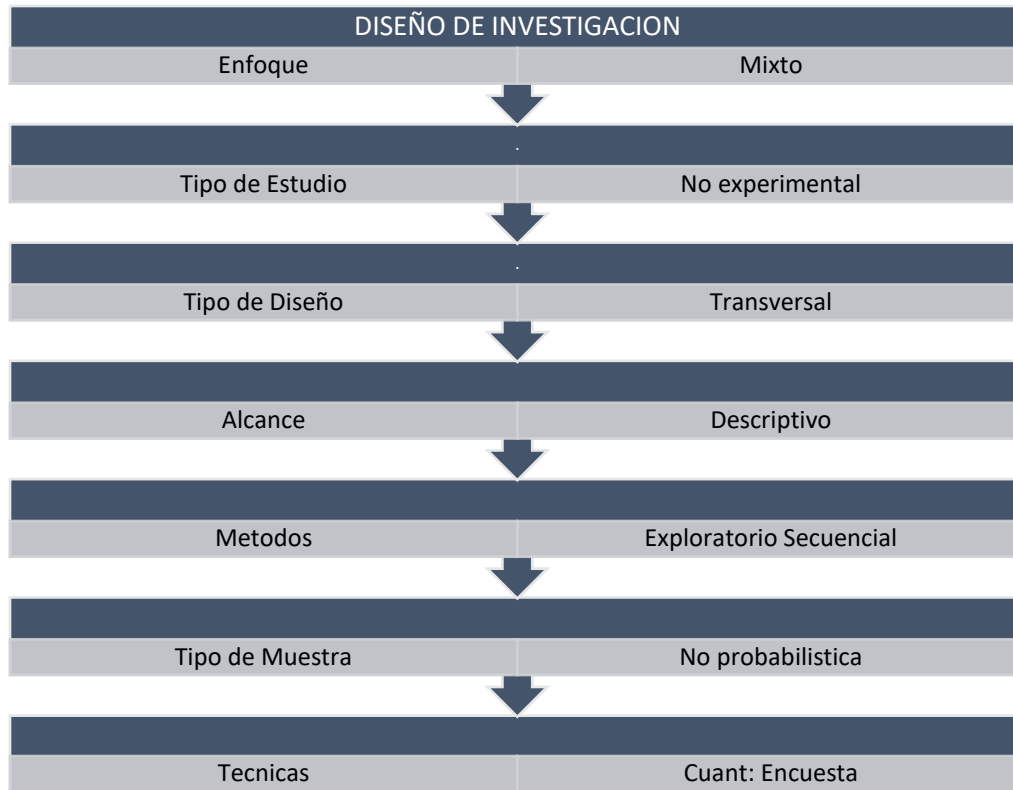 DISEÑO DE INVESTIGACION
Enfoque Mixto
.
Tipo de Estudio No experimental
.
Tipo de Diseño Transversal
Alcance Descriptivo
Metodos Exploratorio Secuencial
Tipo de Muestra No probabilistica
Tecnicas Cuant: Encuesta